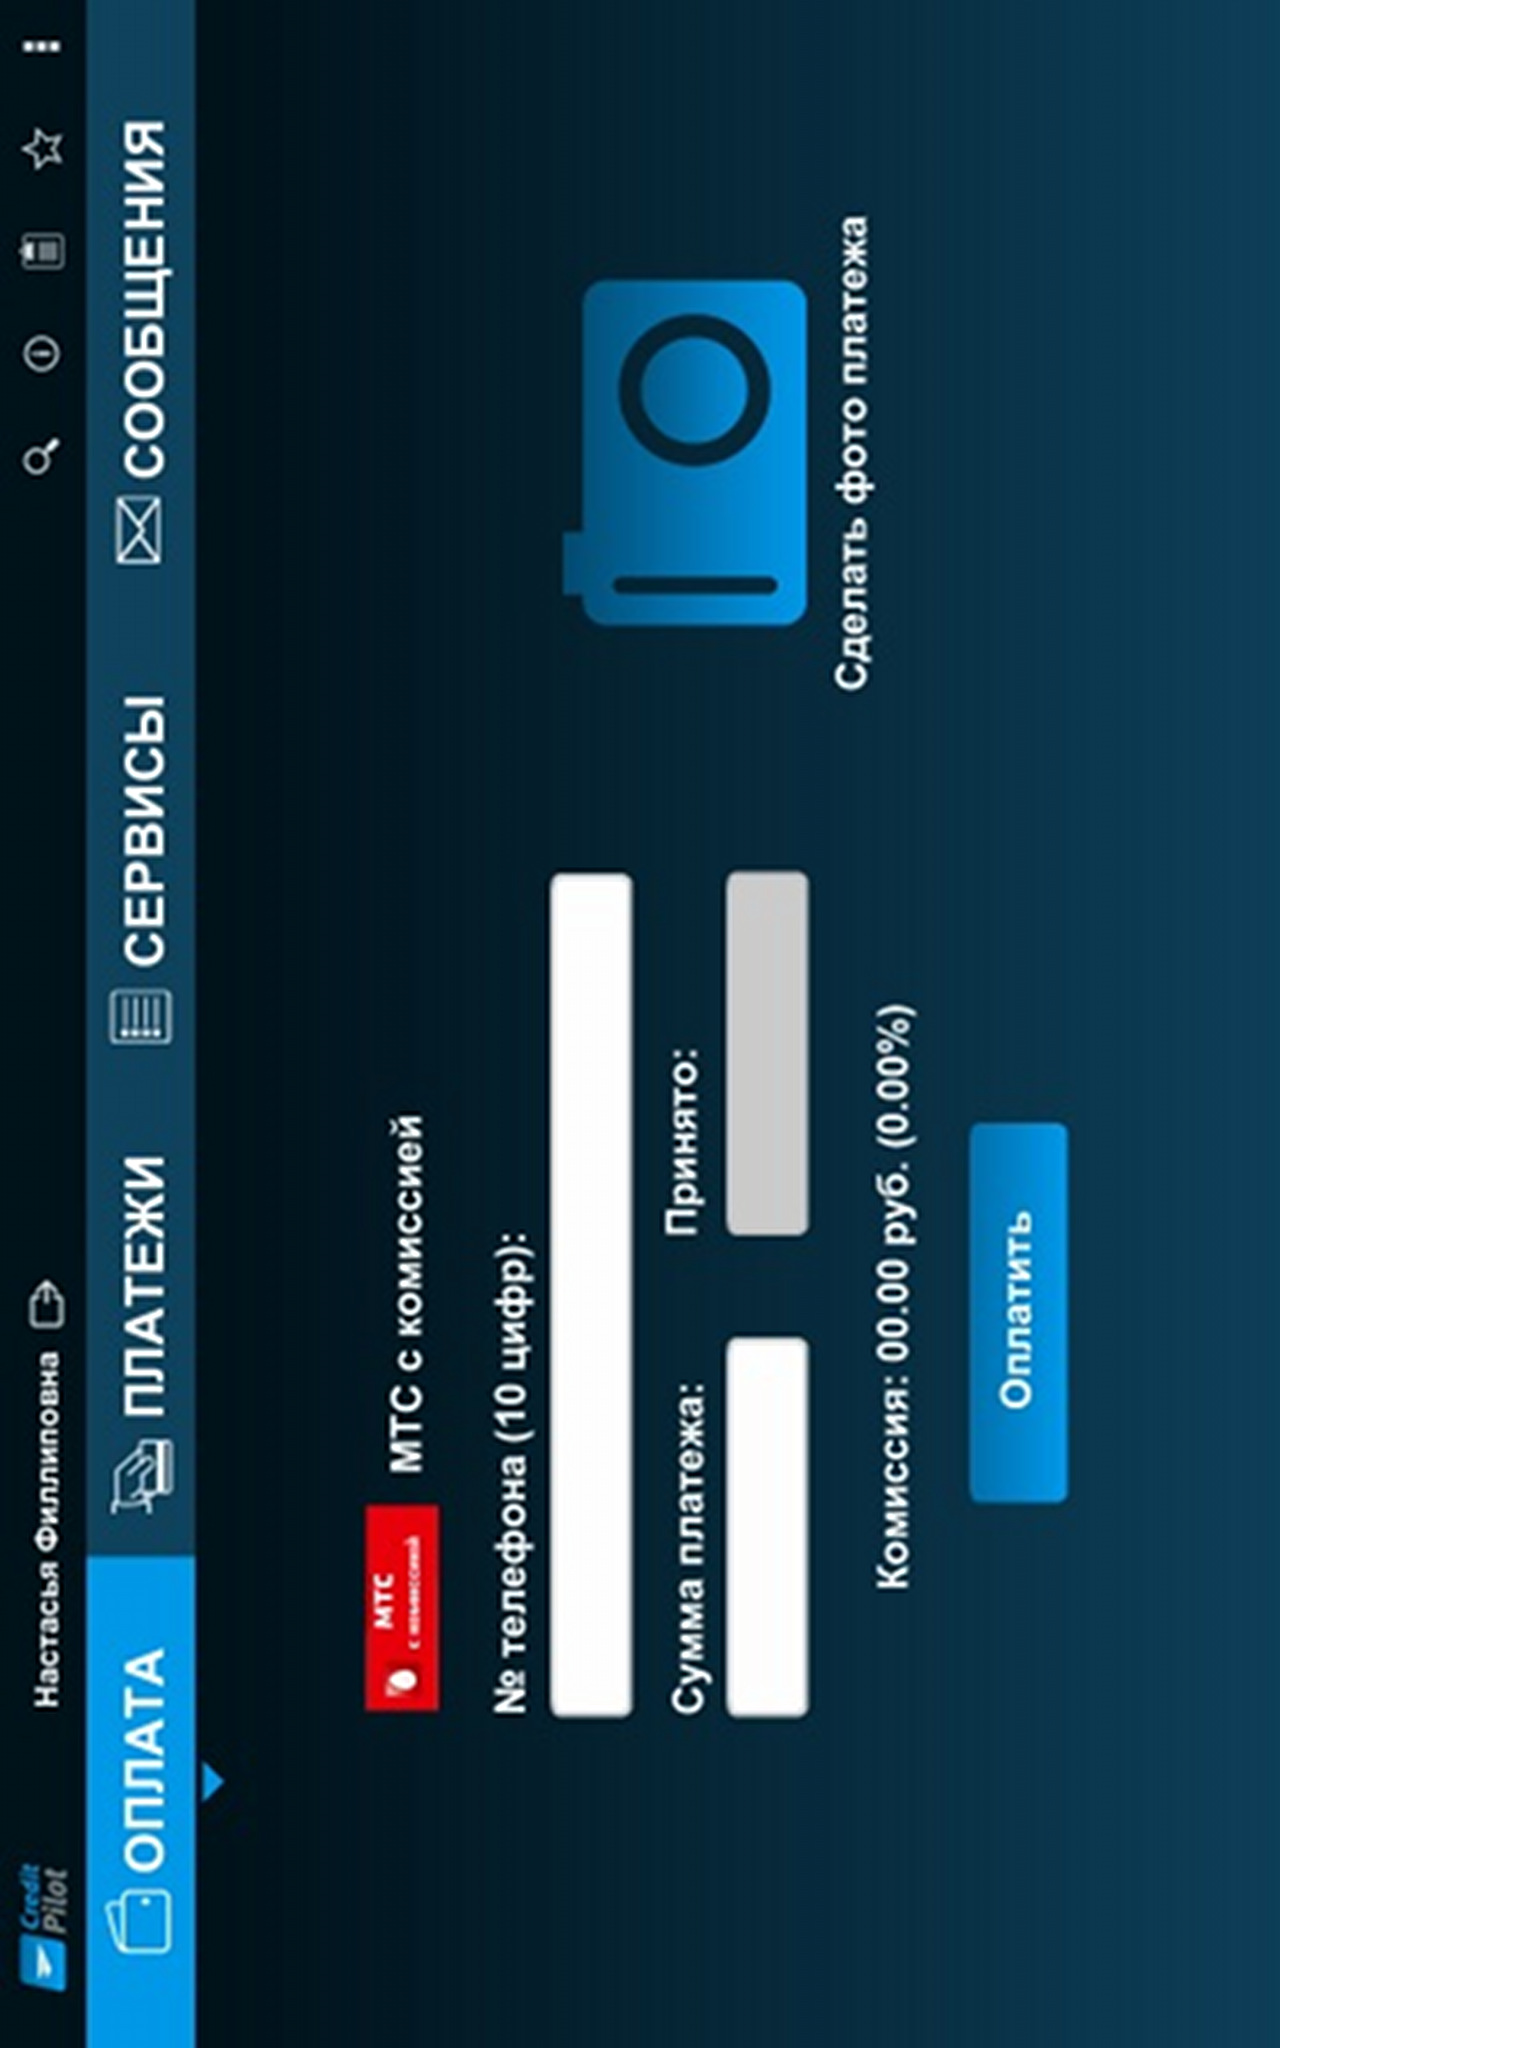 Credit
Pilot
Настасья Филлиповна
ОПЛАТА
ПЛАТЕЖИ
СЕРВИСЫ
СООБЩЕНИЯ
МТС
с комиссией
МТС с комиссией
№ телефона (10 цифр):
Сумма платежа:
Принято:
Комиссия: 00.00 руб. (0.00%)
Оплатить
Сделать фото платежа